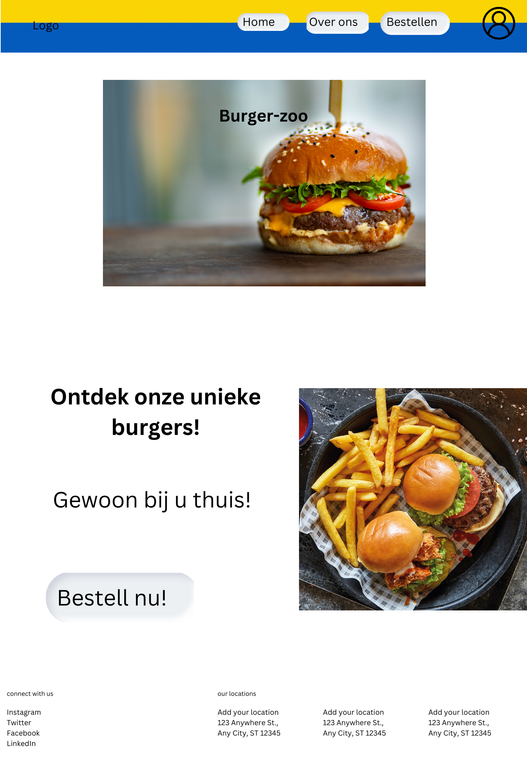 Logo
Home
Over ons
Bestellen
Burger-zoo
Ontdek onze unieke
burgers!
Gewoon bij u thuis!
Bestell nu!
connect with us
Instagram
Twitter
Facebook
LinkedIn
our locations
Add your location
123 Anywhere St.,
Any City, ST 12345
Add your location
123 Anywhere St.,
Any City, ST 12345
Add your location
123 Anywhere St.,
Any City, ST 12345